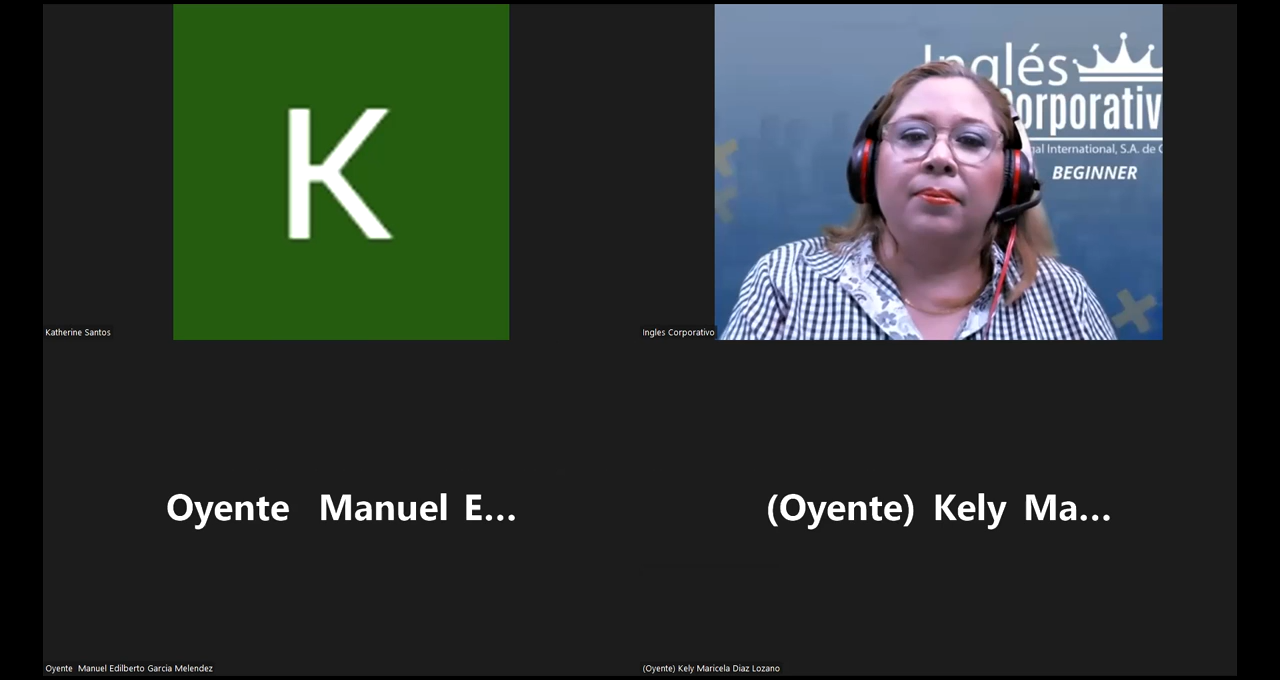 K
Katherine Santos
Inglés
Corporativ
nal International, S.A. de C
BEGINNER
Ingles Corporativo
Oyente Manuel E...
(Oyente) Kely Ma...
Oyente Manuel Edilberto Garcia Melendez
(Oyente) Kely Maricela Diaz Lozano